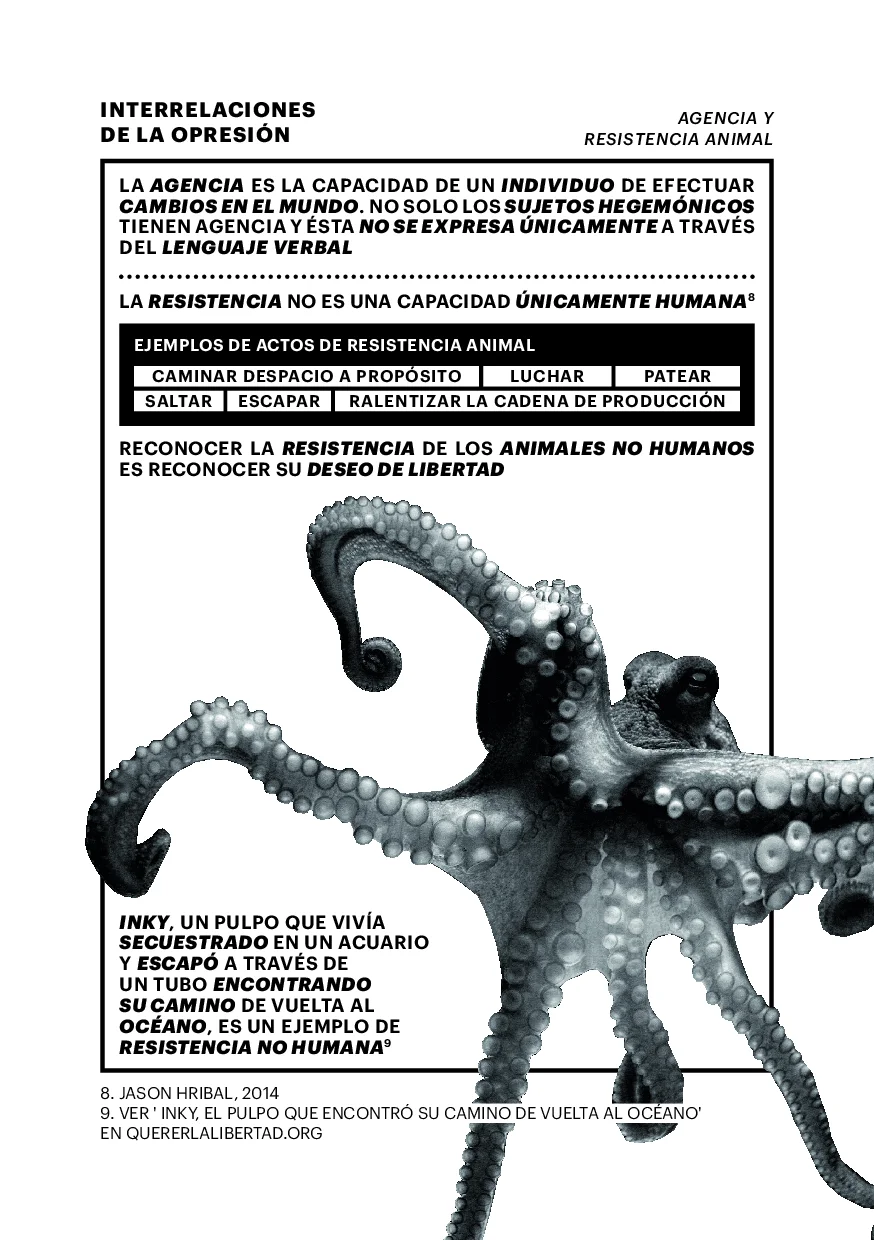 INTERRELACIONES
DE LA OPRESIÓN
AGENCIA Y
RESISTENCIA ANIMAL
LA AGENCIA ES LA CAPACIDAD DE UN INDIVIDUO DE EFECTUAR
CAMBIOS EN EL MUNDO. NO SOLO LOS SUJETOS HEGEMÓNICOS
TIENEN AGENCIA Y ÉSTA NO SE EXPRESA ÚNICAMENTE A TRAVÉS
DEL LENGUAJE VERBAL
LA RESISTENCIA NO ES UNA CAPACIDAD ÚNICAMENTE HUMANA⁸
EJEMPLOS DE ACTOS DE RESISTENCIA ANIMAL
CAMINAR DESPACIO A PROPÓSITO LUCHAR PATEAR
SALTAR ESCAPAR RALENTIZAR LA CADENA DE PRODUCCIÓN
RECONOCER LA RESISTENCIA DE LOS ANIMALES NO HUMANOS
ES RECONOCER SU DESEO DE LIBERTAD
INKY, UN PULPO QUE VIVÍA
SECUESTRADO EN UN ACUARIO
Y ESCAPÓ A TRAVÉS DE
UN TUBO ENCONTRANDO
SU CAMINO DE VUELTA AL
OCÉANO, ES UN EJEMPLO DE
RESISTENCIA NO HUMANA⁹
8. JASON HRIBAL, 2014
9. VER ' INKY, EL PULPO QUE ENCONTRÓ SU CAMINO DE VUELTA AL OCÉANO'
EN QUERERLALIBERTAD.ORG